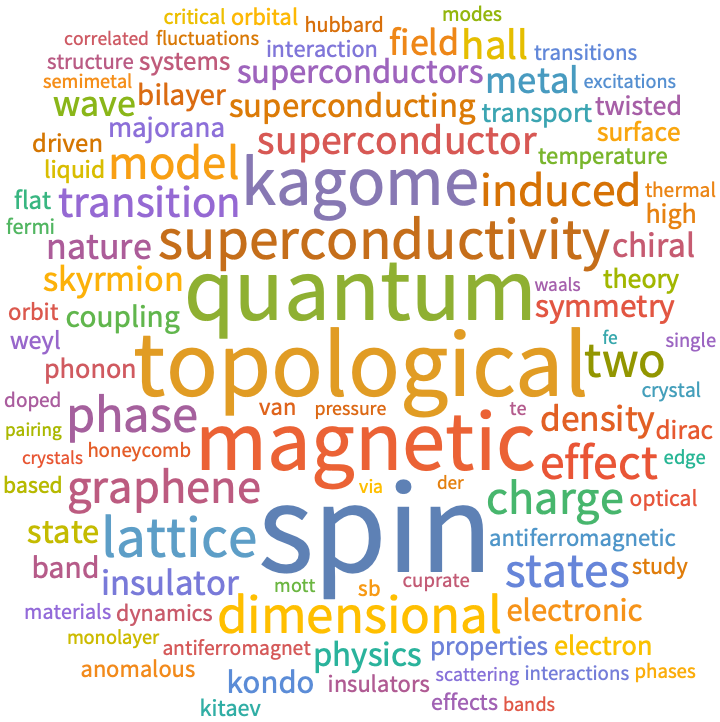 critical orbital hubbard modes
correlated fluctuations interaction field hall transitions
structure systems superconductors metal excitations
semimetal wave bilayer superconducting transport twisted
driven majorana superconductor surface
liquid model kagome temperature
flat transition induced thermal
fermi nature superconductivity high chiral
skyrmion quantum waals theory
orbit coupling symmetry
weyl phonon topological two fe single
doped phase van pressure te crystal
pairing honeycomb magnetic density dirac
crystals effect edge
based graphene via der charge optical
state lattice spin antiferromagnetic
band insulator mott sb cuprate states study
materials dynamics dimensional electronic
monolayer antiferromagnet physics properties electron
anomalous kondo insulators scattering interactions phases
kitaev effects bands